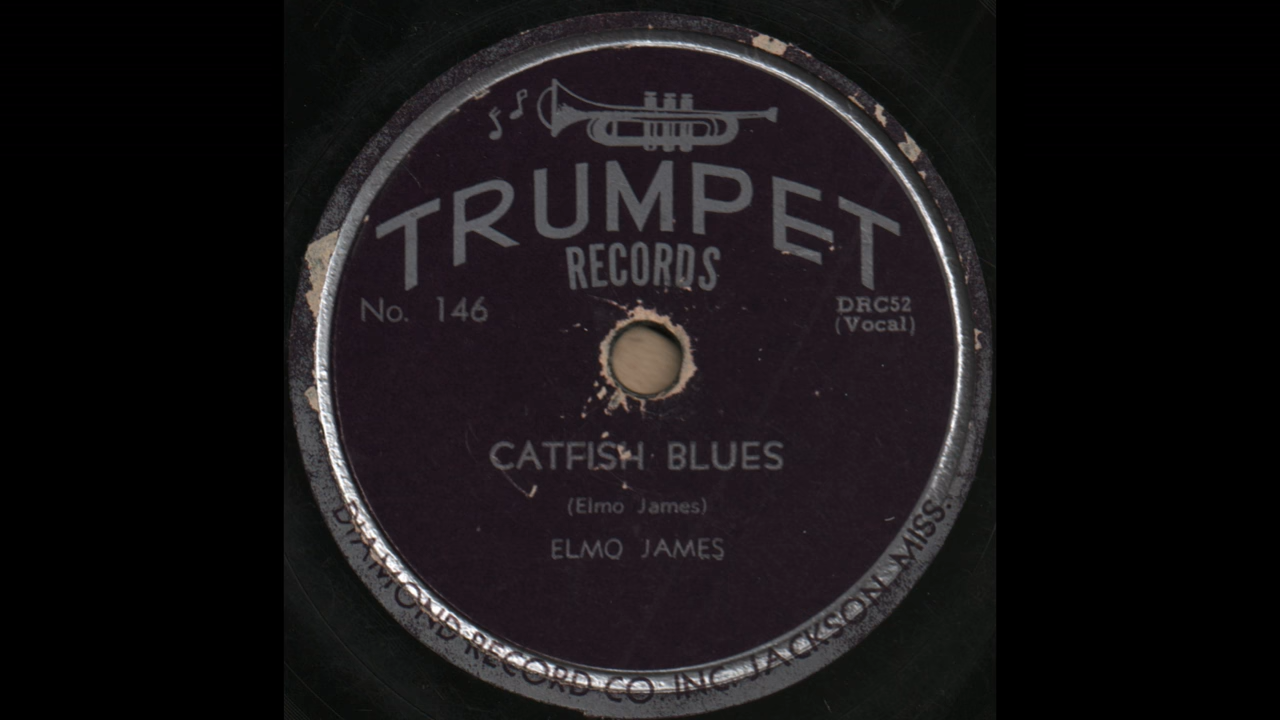 TRUMPET
RECORDS
No. 146
DRC52
(Vocal)
CATFISH BLUES
(Elmo James)
ELMO JAMES
DIAMOND RECORD CO. INC. JACKSON MISS.